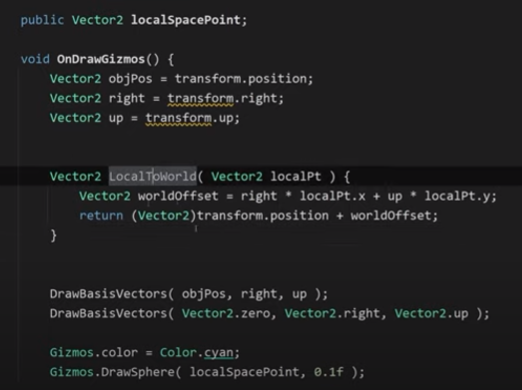 public Vector2 localSpacePoint;
void OnDrawGizmos() {
Vector2 objPos = transform.position;
Vector2 right = transform.right;
Vector2 up = transform.up;
Vector2 LocalToWorld( Vector2 localPt ) {
Vector2 worldOffset = right * localPt.x + up * localPt.y;
return (Vector2)transform.position + worldOffset;
}
DrawBasisVectors( objPos, right, up );
DrawBasisVectors( Vector2.zero, Vector2.right, Vector2.up );
Gizmos.color = Color.cyan;
Gizmos.DrawSphere( localSpacePoint, 0.1f );